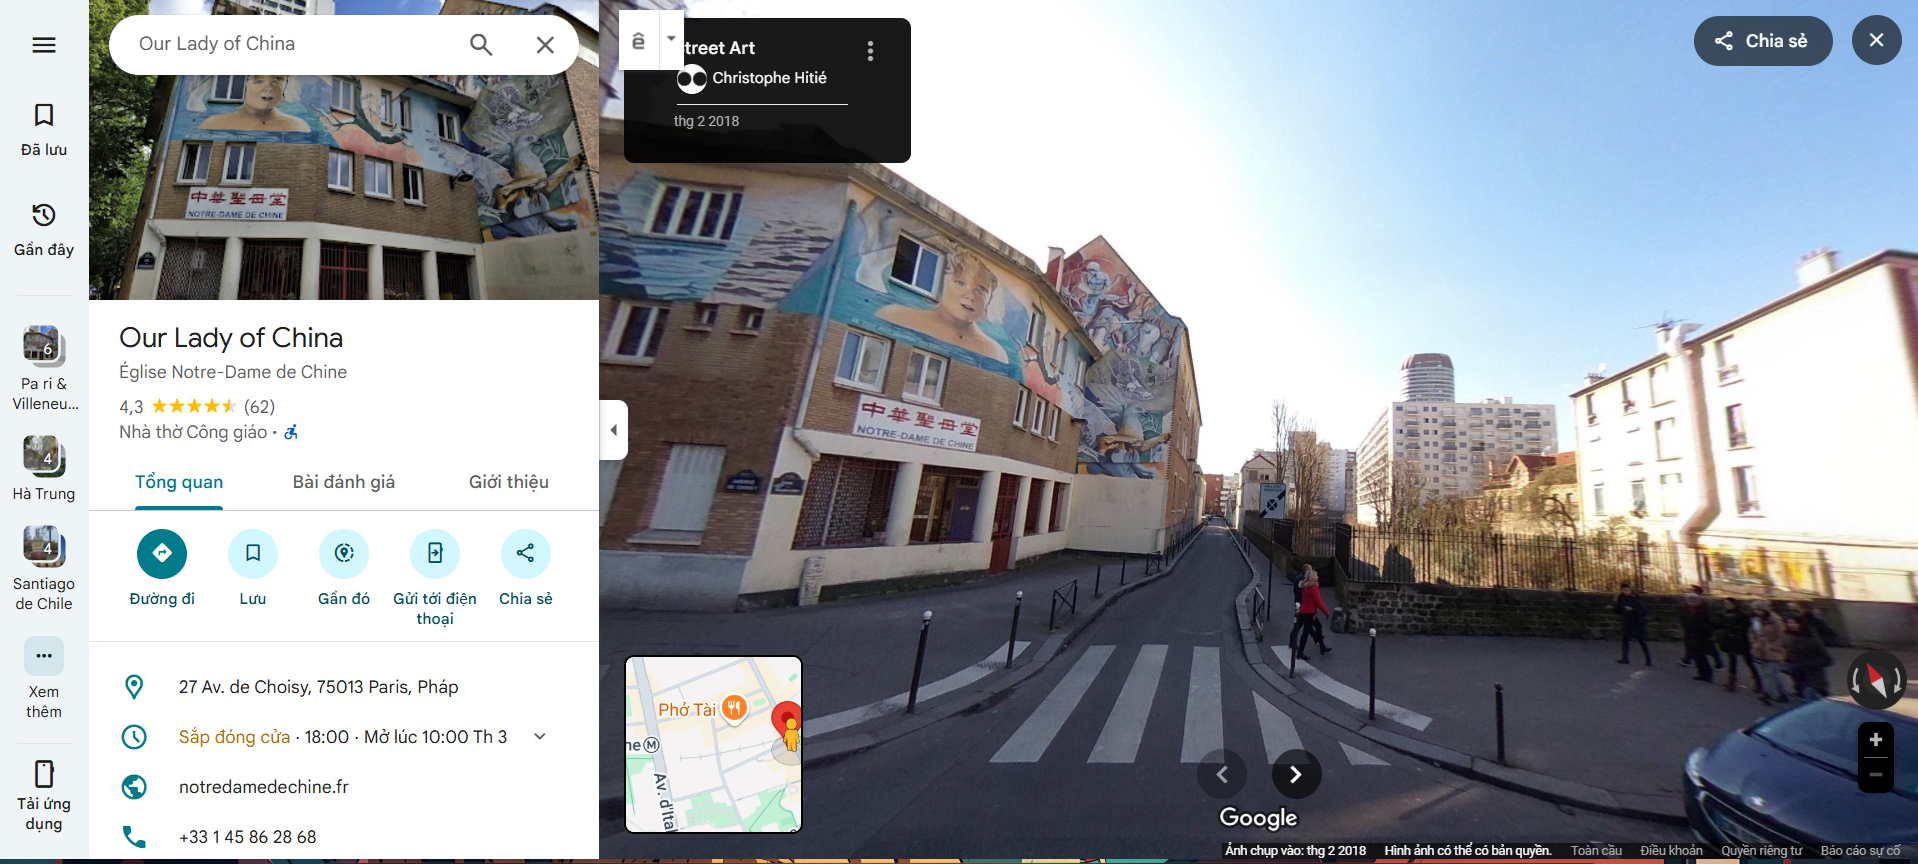 Our Lady of China
Đã lưu
Gần đây
6
Pa ri &
Villeneu...
4
Hà Trung
4
Santiago
de Chile
Xem
thêm
Tải ứng
dụng
中華聖母堂
NOTRE-DAME DE CHINE
Our Lady of China
Église Notre-Dame de Chine
4,3 (62)
Nhà thờ Công giáo ·
Tổng quan
Bài đánh giá
Giới thiệu
Đường đi
Lưu
Gần đó
Gửi tới điện
thoại
Chia sẻ
27 Av. de Choisy, 75013 Paris, Pháp
Sắp đóng cửa · 18:00 · Mở lúc 10:00 Th 3
notredamedechine.fr
+33 1 45 86 28 68
ê
treet Art
Christophe Hitié
thg 2 2018
Chia sẻ
中華聖母堂
NOTRE-DAME DE CHINE
Phở Tài
ne M
Av. d'Ital
Google
Ảnh chụp vào: thg 2 2018 Hình ảnh có thể có bản quyền. Toàn cầu Điều khoản Quyền riêng tư Báo cáo sự cố